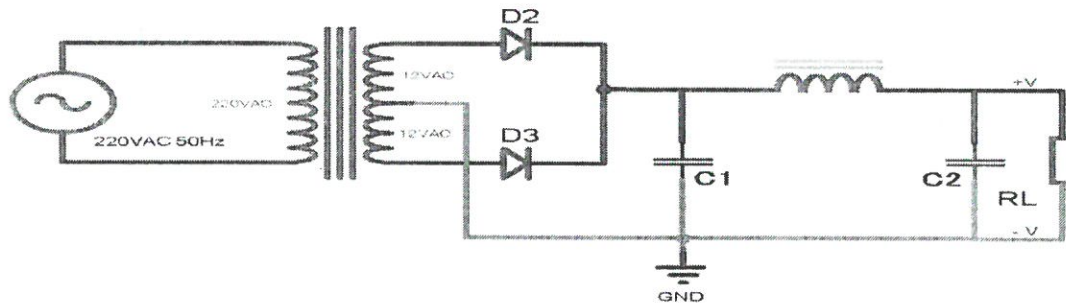 D2
12VAC
220VAC
12VAC
220VAC 50Hz
D3
+V
C1
C2
RL
- V
GND